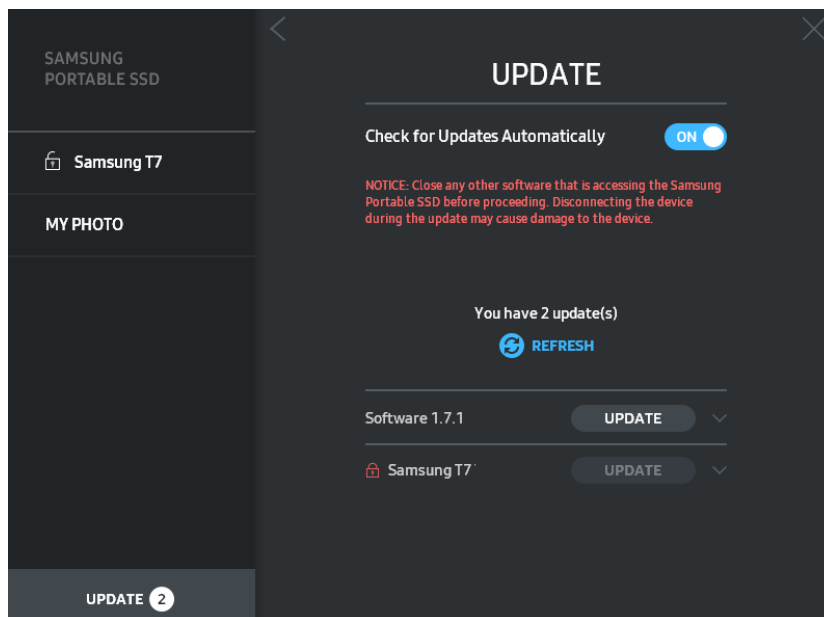 SAMSUNG
PORTABLE SSD
Samsung T7
MY PHOTO
UPDATE 2
UPDATE
Check for Updates Automatically ON
NOTICE: Close any other software that is accessing the Samsung
Portable SSD before proceeding. Disconnecting the device
during the update may cause damage to the device.
You have 2 update(s)
REFRESH
Software 1.7.1 UPDATE
Samsung T7 UPDATE